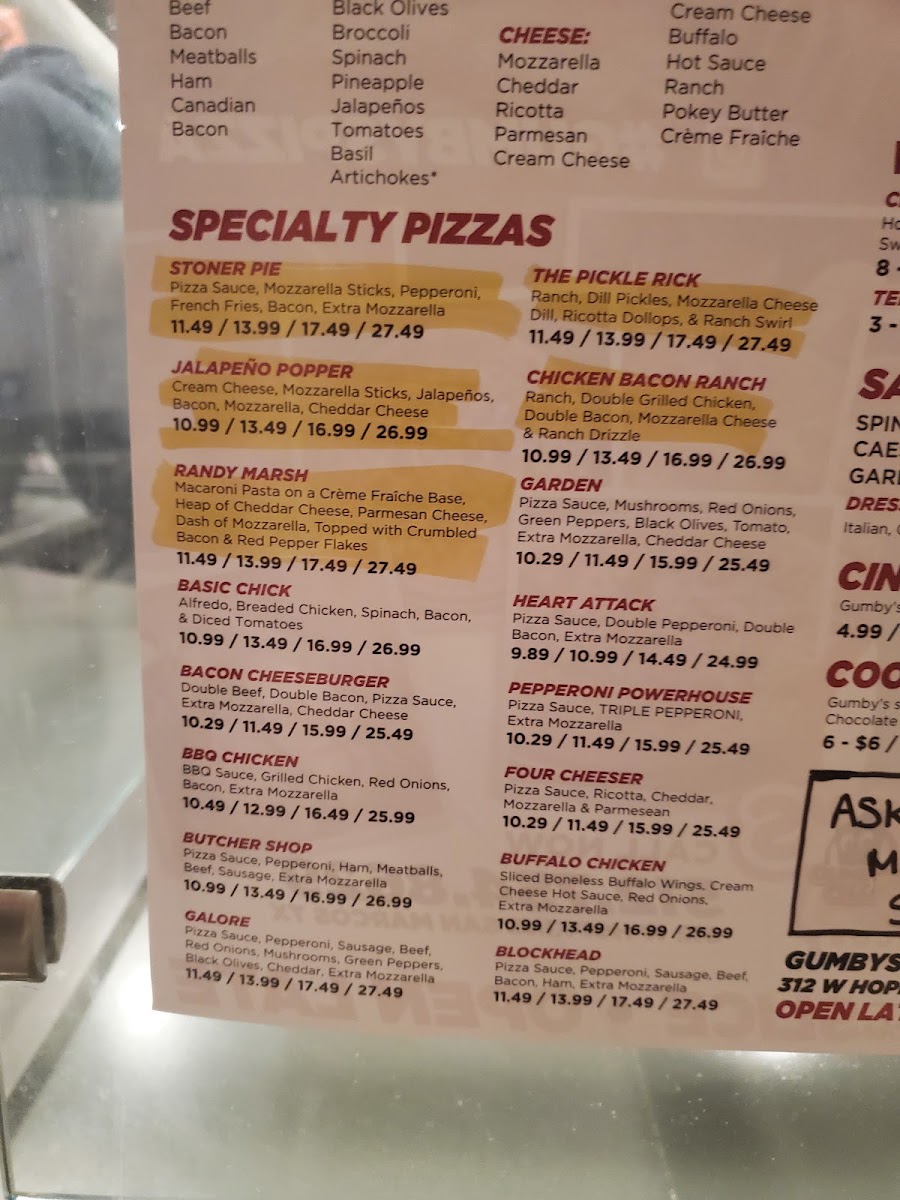 Beef
Bacon
Meatballs
Ham
Canadian
Bacon
Black Olives
Broccoli
Spinach
Pineapple
Jalapeños
Tomatoes
Basil
Artichokes*
CHEESE:
Mozzarella
Cheddar
Ricotta
Parmesan
Cream Cheese
Cream Cheese
Buffalo
Hot Sauce
Ranch
Pokey Butter
Crème Fraîche
SPECIALTY PIZZAS
STONER PIE
Pizza Sauce, Mozzarella Sticks, Pepperoni,
French Fries, Bacon, Extra Mozzarella
11.49 / 13.99 / 17.49 / 27.49
JALAPEÑO POPPER
Cream Cheese, Mozzarella Sticks, Jalapeños,
Bacon, Mozzarella, Cheddar Cheese
10.99 / 13.49 / 16.99 / 26.99
RANDY MARSH
Macaroni Pasta on a Crème Fraîche Base,
Heap of Cheddar Cheese, Parmesan Cheese,
Dash of Mozzarella, Topped with Crumbled
Bacon & Red Pepper Flakes
11.49 / 13.99 / 17.49 / 27.49
BASIC CHICK
Alfredo, Breaded Chicken, Spinach, Bacon,
& Diced Tomatoes
10.99 / 13.49 / 16.99 / 26.99
BACON CHEESEBURGER
Double Beef, Double Bacon, Pizza Sauce,
Extra Mozzarella, Cheddar Cheese
10.29 / 11.49 / 15.99 / 25.49
BBQ CHICKEN
BBQ Sauce, Grilled Chicken, Red Onions,
Bacon, Extra Mozzarella
10.49 / 12.99 / 16.49 / 25.99
BUTCHER SHOP
Pizza Sauce, Pepperoni, Ham, Meatballs,
Beef, Sausage, Extra Mozzarella
10.99 / 13.49 / 16.99 / 26.99
GALORE
Pizza Sauce, Pepperoni, Sausage, Beef,
Red Onions, Mushrooms, Green Peppers,
Black Olives, Cheddar, Extra Mozzarella
11.49 / 13.99 / 17.49 / 27.49
THE PICKLE RICK
Ranch, Dill Pickles, Mozzarella Cheese
Dill, Ricotta Dollops, & Ranch Swirl
11.49 / 13.99 / 17.49 / 27.49
CHICKEN BACON RANCH
Ranch, Double Grilled Chicken,
Double Bacon, Mozzarella Cheese
& Ranch Drizzle
10.99 / 13.49 / 16.99 / 26.99
GARDEN
Pizza Sauce, Mushrooms, Red Onions,
Green Peppers, Black Olives, Tomato,
Extra Mozzarella, Cheddar Cheese
10.29 / 11.49 / 15.99 / 25.49
HEART ATTACK
Pizza Sauce, Double Pepperoni, Double
Bacon, Extra Mozzarella
9.89 / 10.99 / 14.49 / 24.99
PEPPERONI POWERHOUSE
Pizza Sauce, TRIPLE PEPPERONI,
Extra Mozzarella
10.29 / 11.49 / 15.99 / 25.49
FOUR CHEESER
Pizza Sauce, Ricotta, Cheddar,
Mozzarella & Parmesean
10.29 / 11.49 / 15.99 / 25.49
BUFFALO CHICKEN
Sliced Boneless Buffalo Wings, Cream
Cheese Hot Sauce, Red Onions,
Extra Mozzarella
10.99 / 13.49 / 16.99 / 26.99
BLOCKHEAD
Pizza Sauce, Pepperoni, Sausage, Beef,
Bacon, Ham, Extra Mozzarella
11.49 / 13.99 / 17.49 / 27.49
8 -
3 -
Italian,
Gumby's
4.99 /
Gumby's
Chocolate
6 - $6 /
ASK
GUMBYS
312 W HOP
OPEN LA